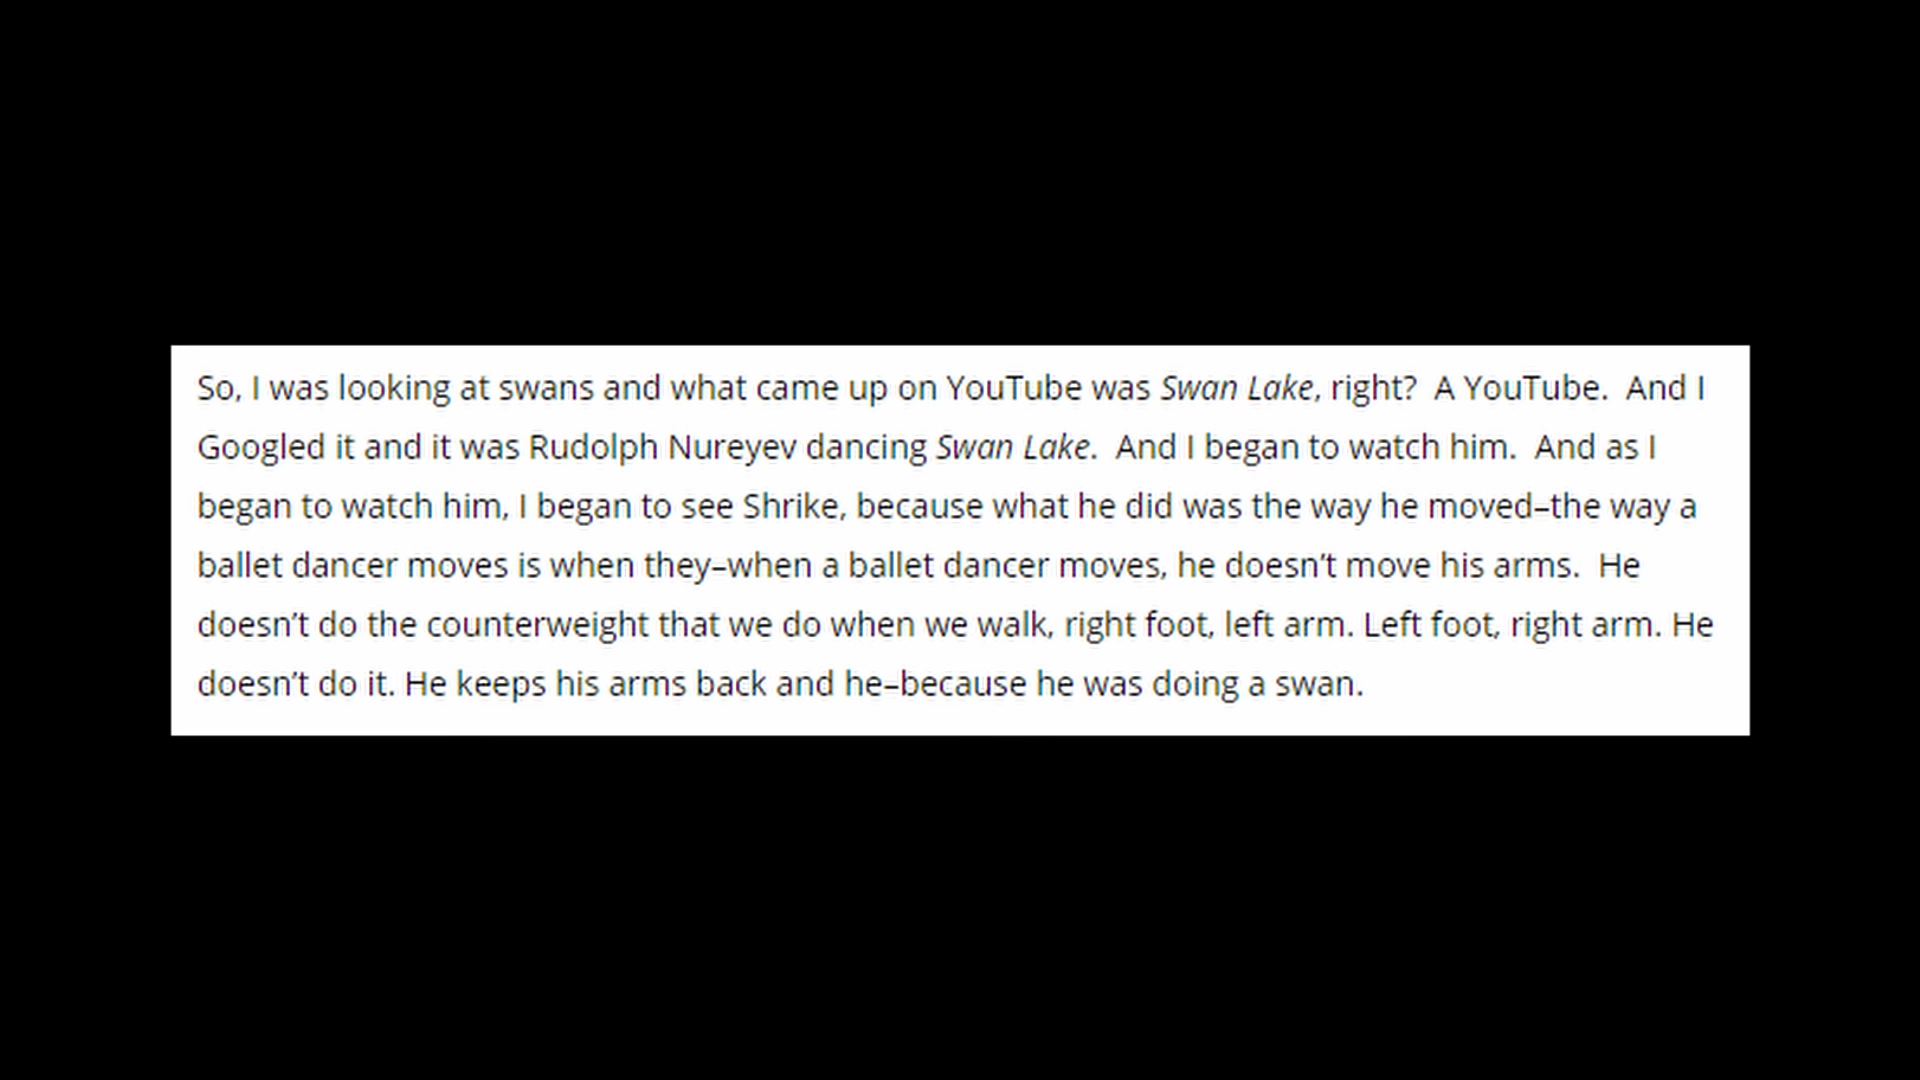 So, I was looking at swans and what came up on YouTube was Swan Lake, right?  A YouTube.  And I
Googled it and it was Rudolph Nureyev dancing Swan Lake.  And I began to watch him.  And as I
began to watch him, I began to see Shrike, because what he did was the way he moved–the way a
ballet dancer moves is when they–when a ballet dancer moves, he doesn’t move his arms.  He
doesn’t do the counterweight that we do when we walk, right foot, left arm. Left foot, right arm. He
doesn’t do it. He keeps his arms back and he–because he was doing a swan.